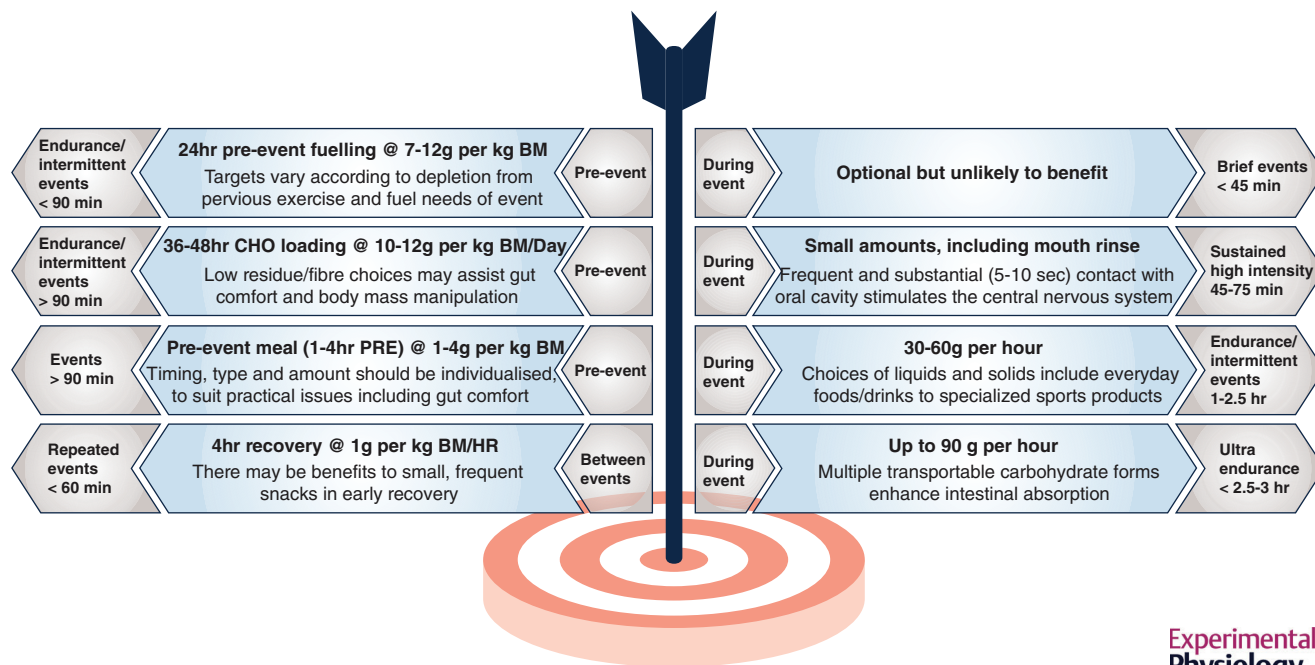 Endurance/
intermittent
events
< 90 min
24hr pre-event fuelling @ 7-12g per kg BM
Targets vary according to depletion from
pervious exercise and fuel needs of event
Pre-event
Endurance/
intermittent
events
> 90 min
36-48hr CHO loading @ 10-12g per kg BM/Day
Low residue/fibre choices may assist gut
comfort and body mass manipulation
Pre-event
Events
> 90 min
Pre-event meal (1-4hr PRE) @ 1-4g per kg BM
Timing, type and amount should be individualised,
to suit practical issues including gut comfort
Pre-event
Repeated
events
< 60 min
4hr recovery @ 1g per kg BM/HR
There may be benefits to small, frequent
snacks in early recovery
Between
events
During
event
Optional but unlikely to benefit
Brief events
< 45 min
During
event
Small amounts, including mouth rinse
Frequent and substantial (5-10 sec) contact with
oral cavity stimulates the central nervous system
Sustained
high intensity
45-75 min
During
event
30-60g per hour
Choices of liquids and solids include everyday
foods/drinks to specialized sports products
Endurance/
intermittent
events
1-2.5 hr
During
event
Up to 90 g per hour
Multiple transportable carbohydrate forms
enhance intestinal absorption
Ultra
endurance
< 2.5-3 hr
Experimental
Physiology